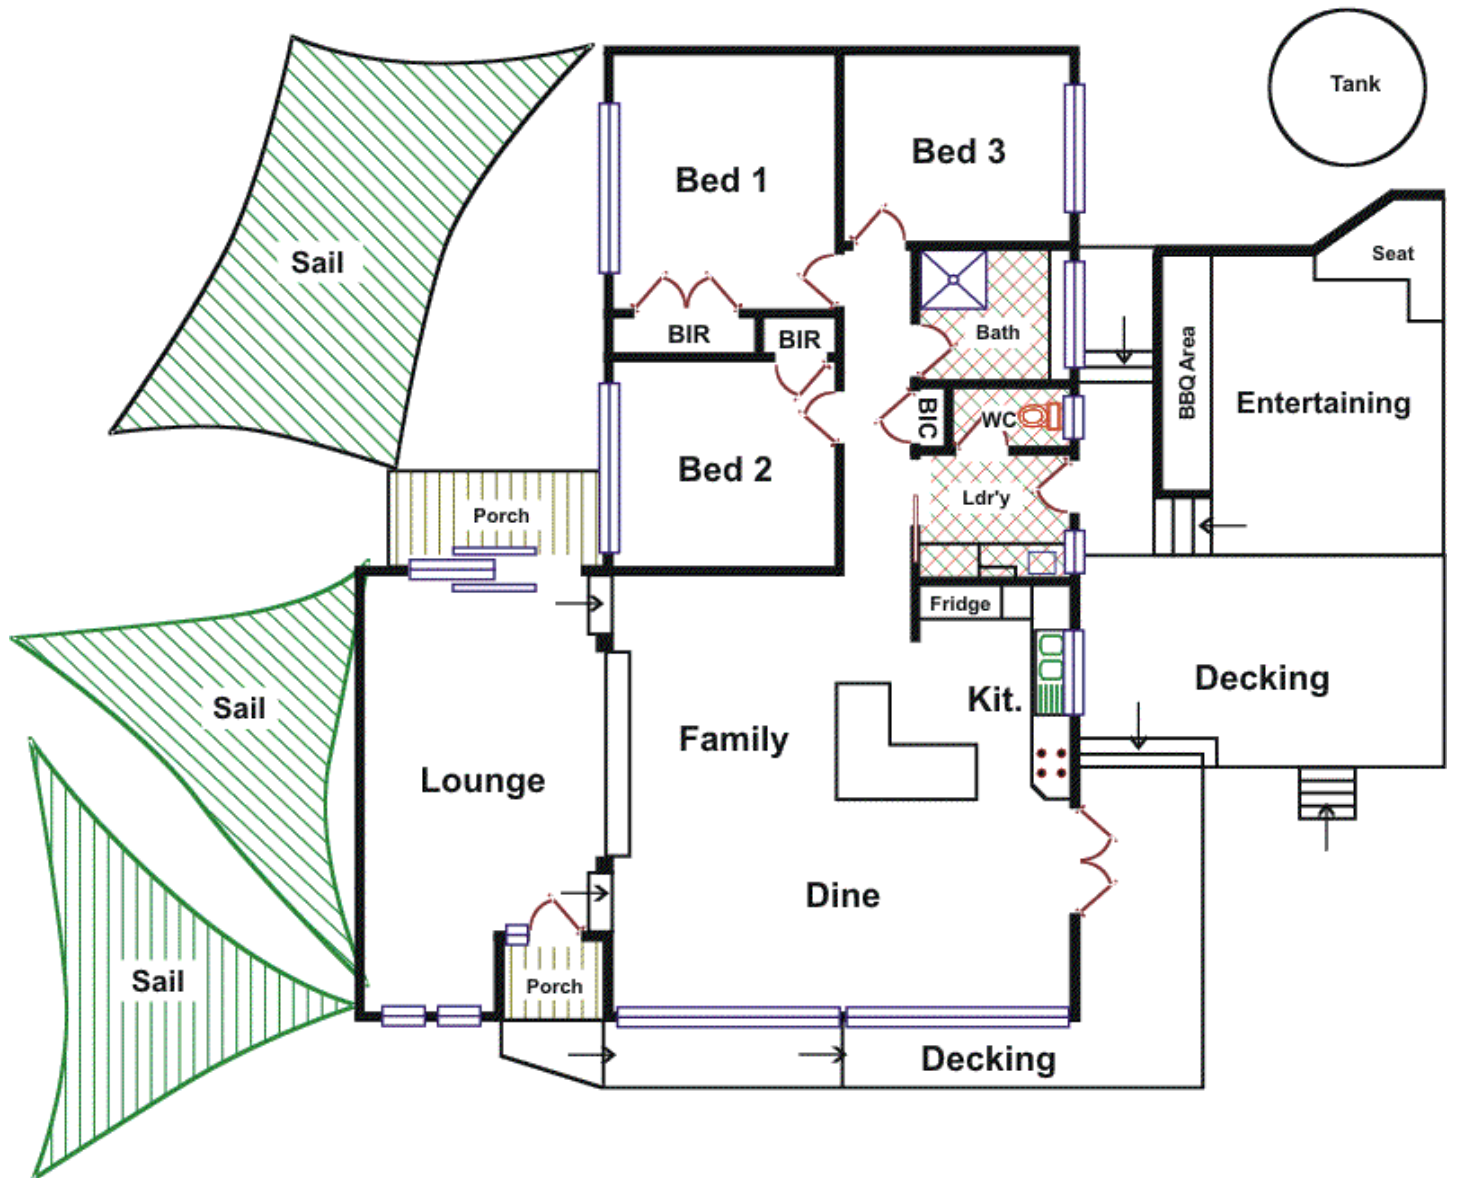 Tank
Bed 3
Bed 1
Seat
Sail
BIR
BIR
Bath
BBQ Area
Entertaining
BIC
WC
Bed 2
Ldr'y
Porch
Fridge
Decking
Kit.
Sail
Family
Lounge
Dine
Sail
Porch
Decking